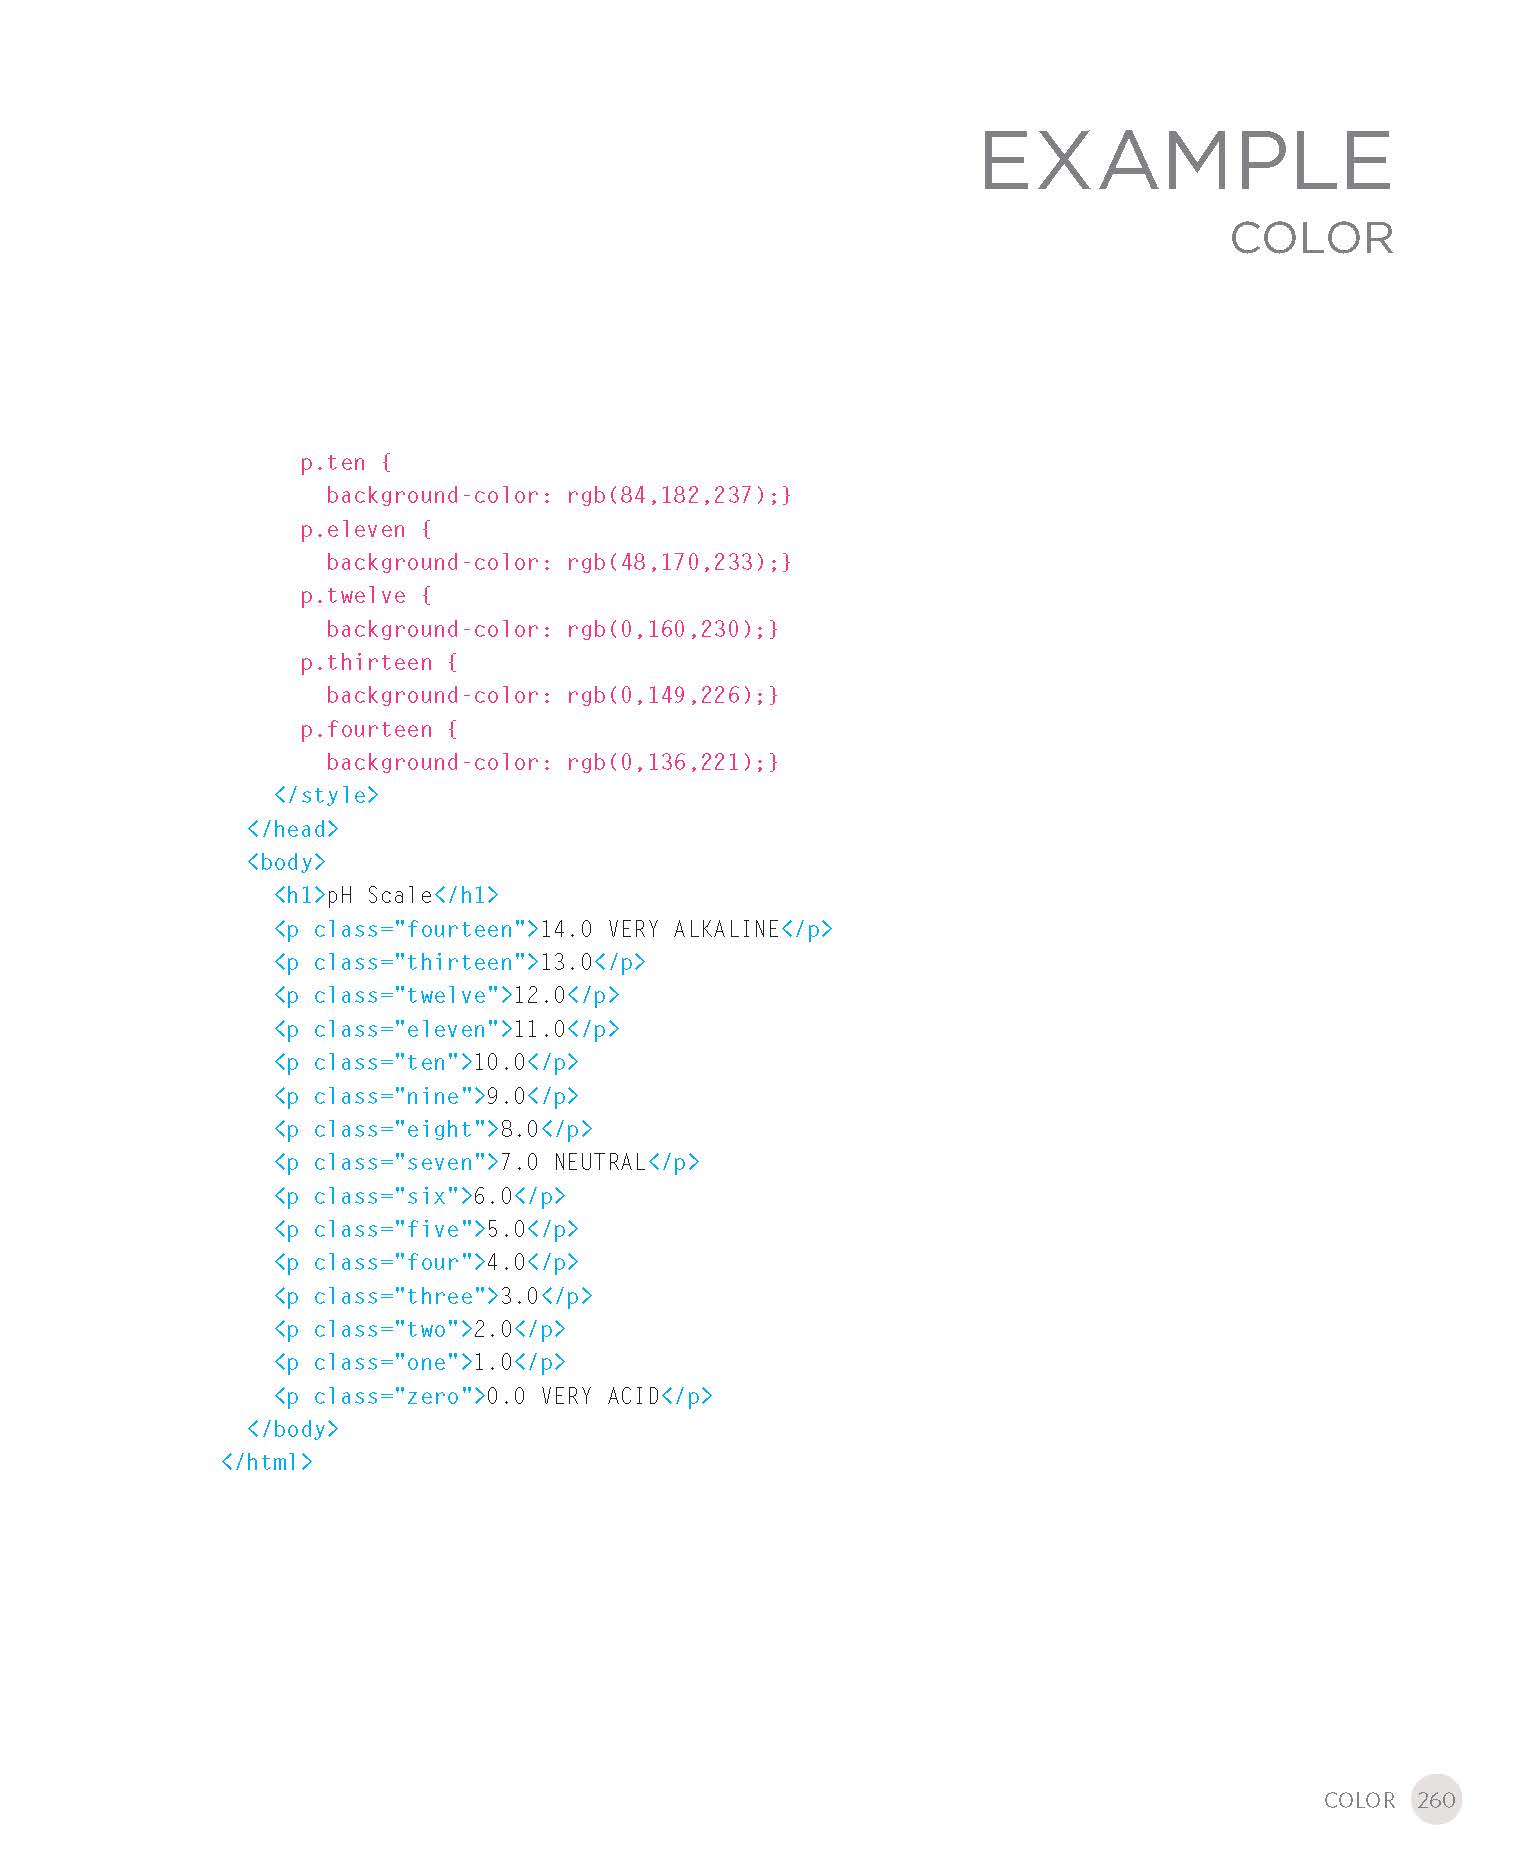 EXAMPLE
COLOR
p.ten {
background-color: rgb(84,182,237);}
p.eleven {
background-color: rgb(48,170,233);}
p.twelve {
background-color: rgb(0,160,230);}
p.thirteen {
background-color: rgb(0,149,226);}
p.fourteen {
background-color: rgb(0,136,221);}
</style>
</head>
<body>
<h1>pH Scale</h1>
<p class="fourteen">14.0 VERY ALKALINE</p>
<p class="thirteen">13.0</p>
<p class="twelve">12.0</p>
<p class="eleven">11.0</p>
<p class="ten">10.0</p>
<p class="nine">9.0</p>
<p class="eight">8.0</p>
<p class="seven">7.0 NEUTRAL</p>
<p class="six">6.0</p>
<p class="five">5.0</p>
<p class="four">4.0</p>
<p class="three">3.0</p>
<p class="two">2.0</p>
<p class="one">1.0</p>
<p class="zero">0.0 VERY ACID</p>
</body>
</html>
COLOR 260